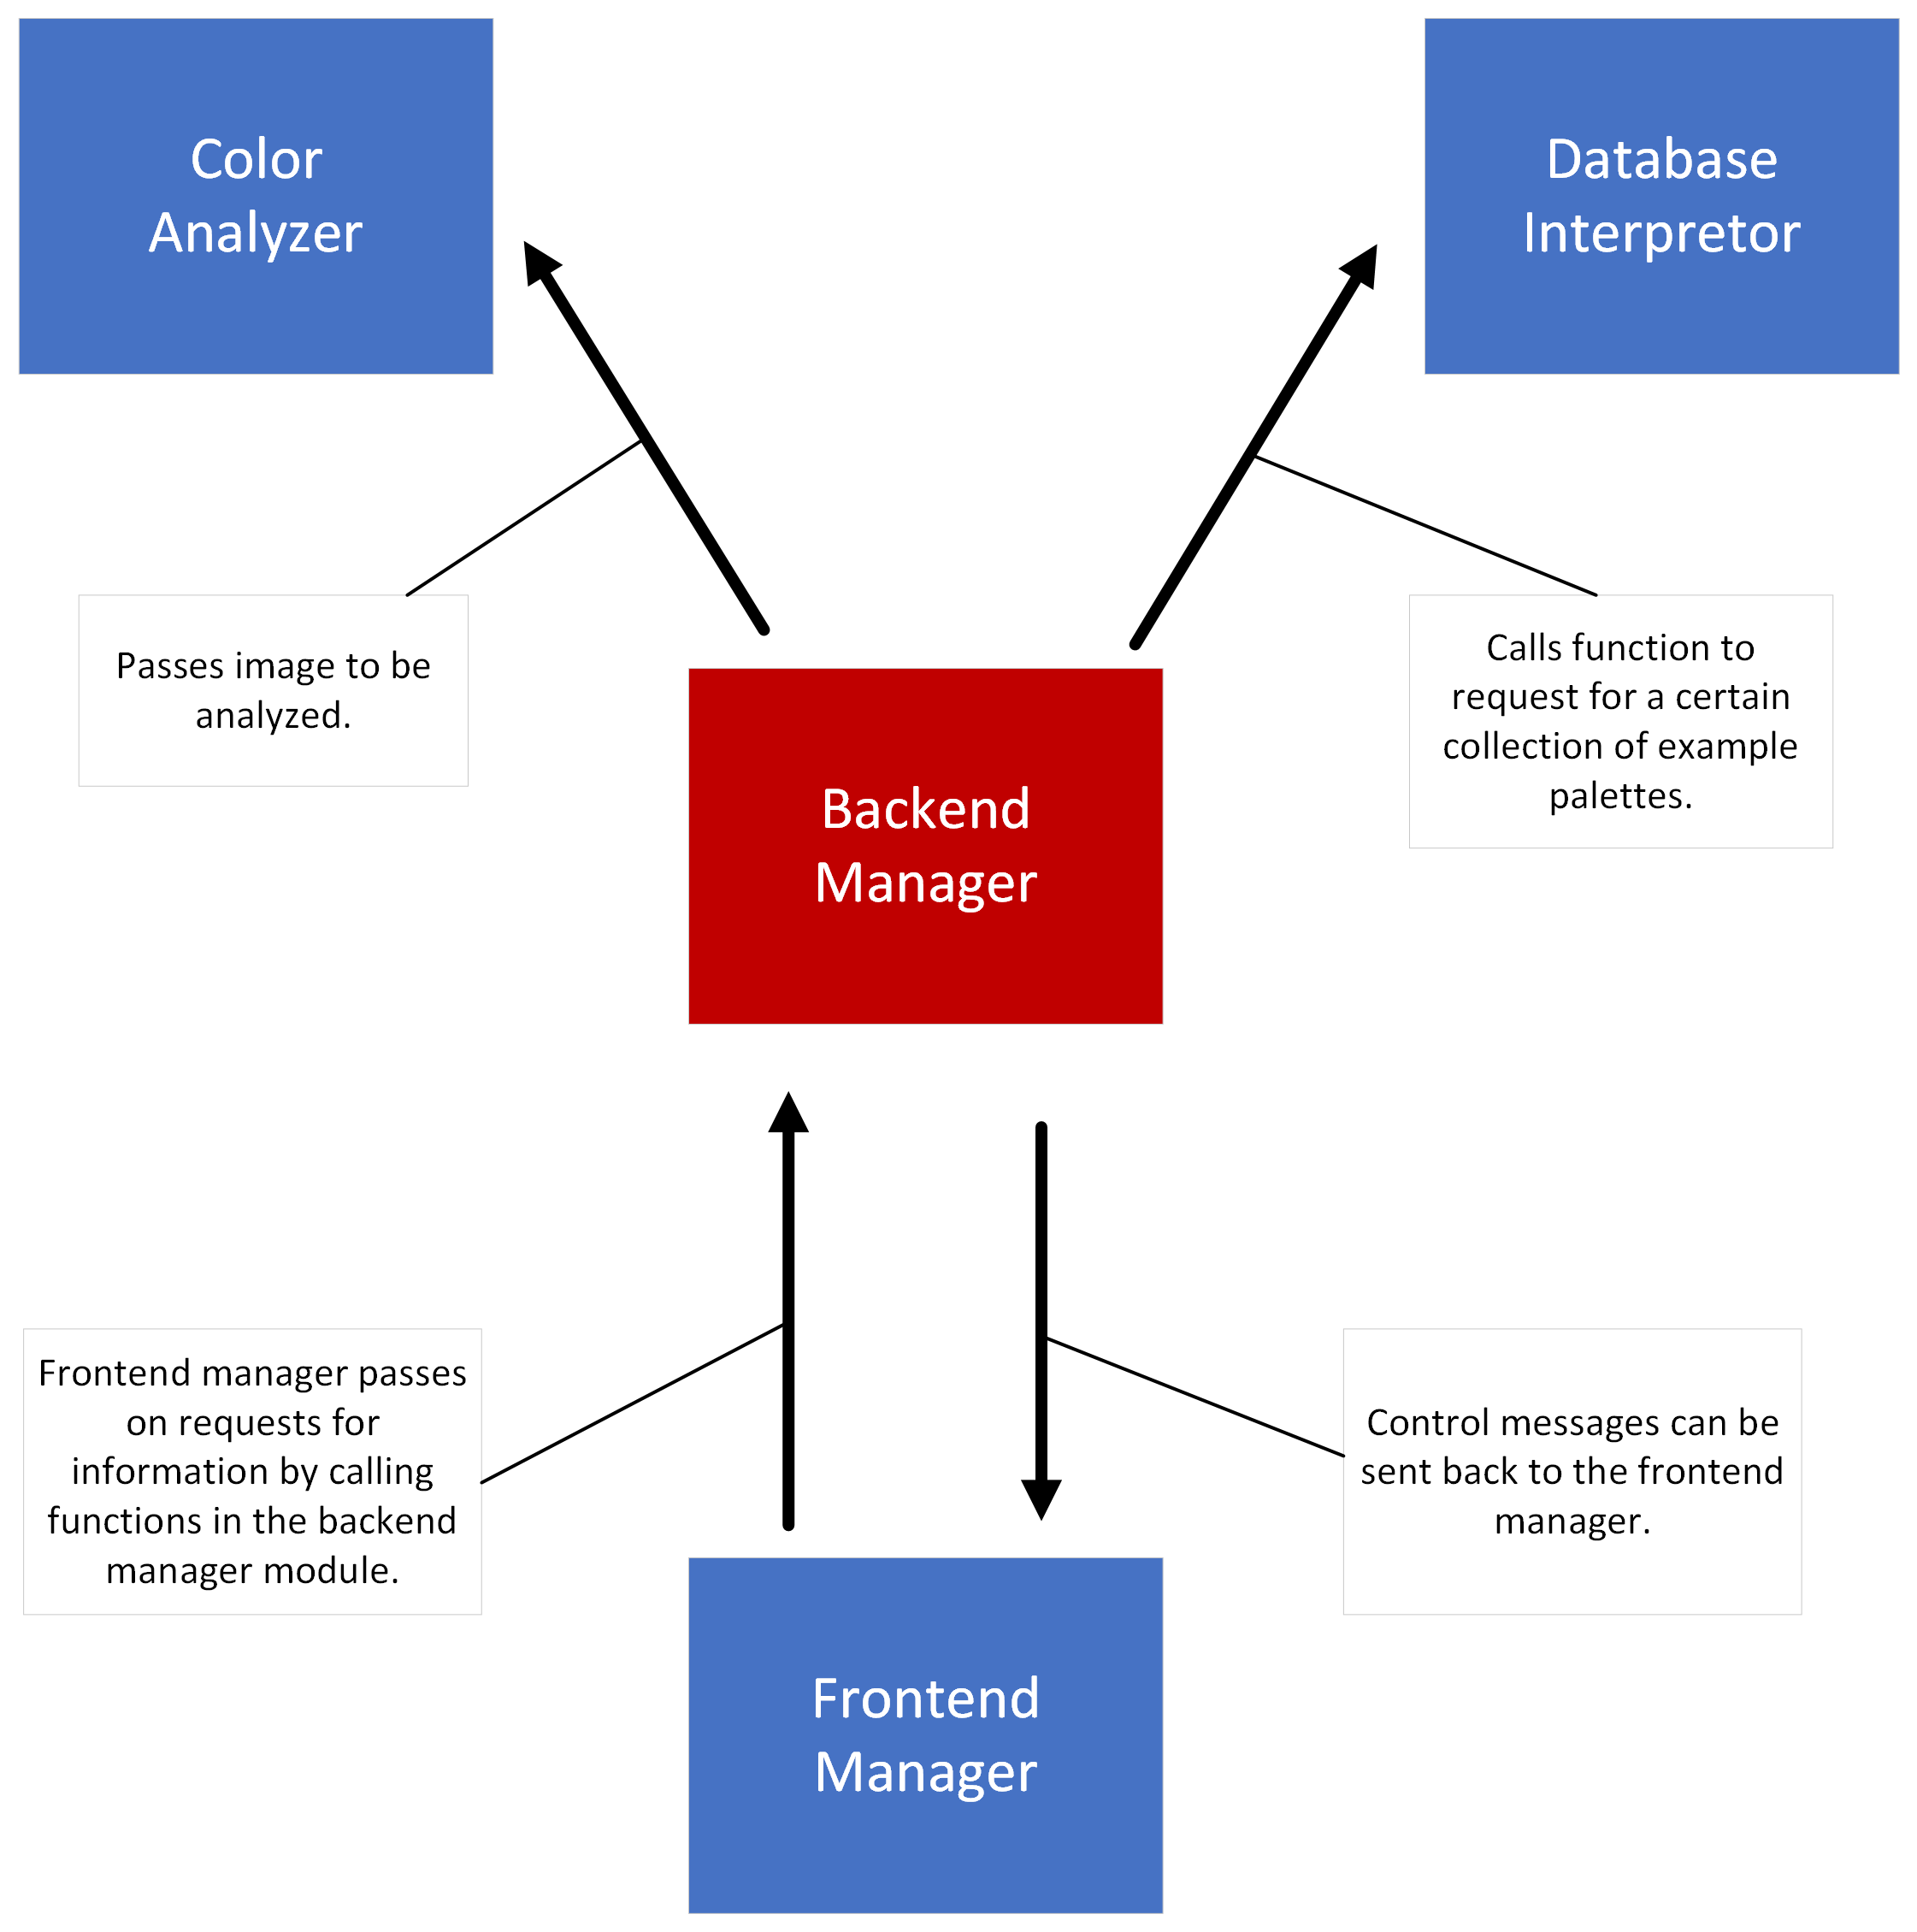 Color
Analyzer
Database
Interpretor
Passes image to be
analyzed.
Calls function to
request for a certain
collection of example
palettes.
Backend
Manager
Frontend manager passes
on requests for
information by calling
functions in the backend
manager module.
Control messages can be
sent back to the frontend
manager.
Frontend
Manager